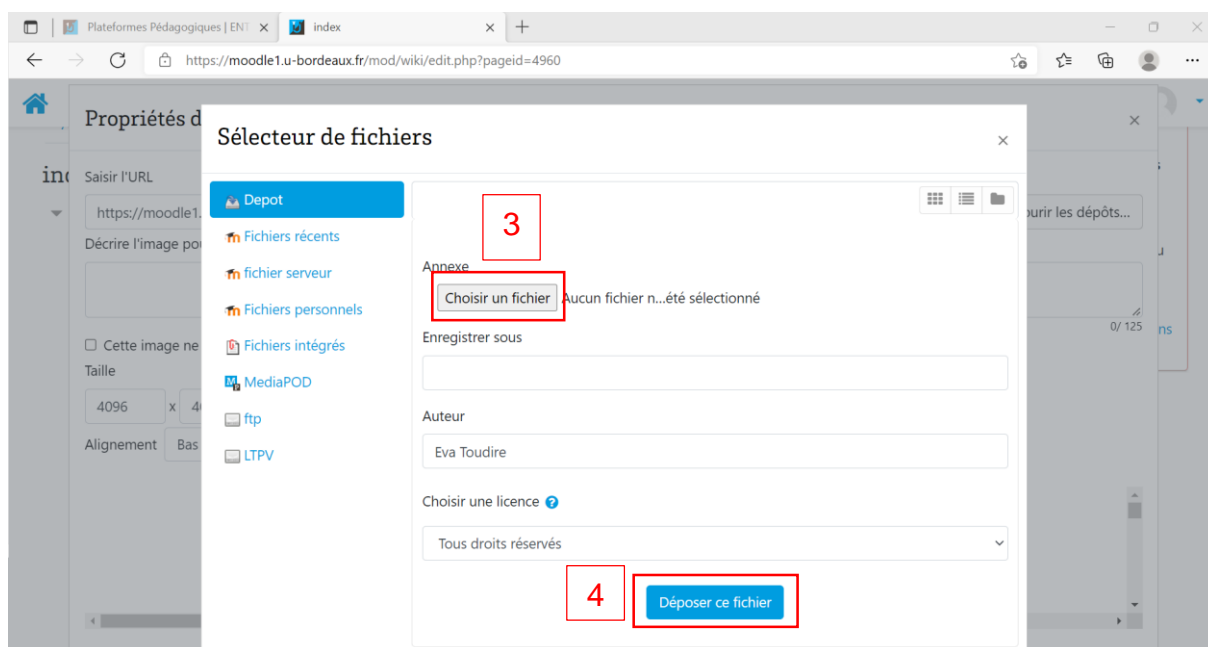 Plateformes Pédagogiques | ENT
index
https://moodle1.u-bordeaux.fr/mod/wiki/edit.php?pageid=4960
Propriétés d
Sélecteur de fichiers
Saisir l'URL
https://moodle1.
urir les dépôts...
Décrire l'image pou
0/ 125
ns
Cette image ne
Taille
4096 x 4
Alignement Bas
Depot
Fichiers récents
fichier serveur
Fichiers personnels
Fichiers intégrés
MediaPOD
ftp
LTPV
3
Annexe
Choisir un fichier Aucun fichier n...été sélectionné
Enregistrer sous
Auteur
Eva Toudire
Choisir une licence
Tous droits réservés
4
Déposer ce fichier